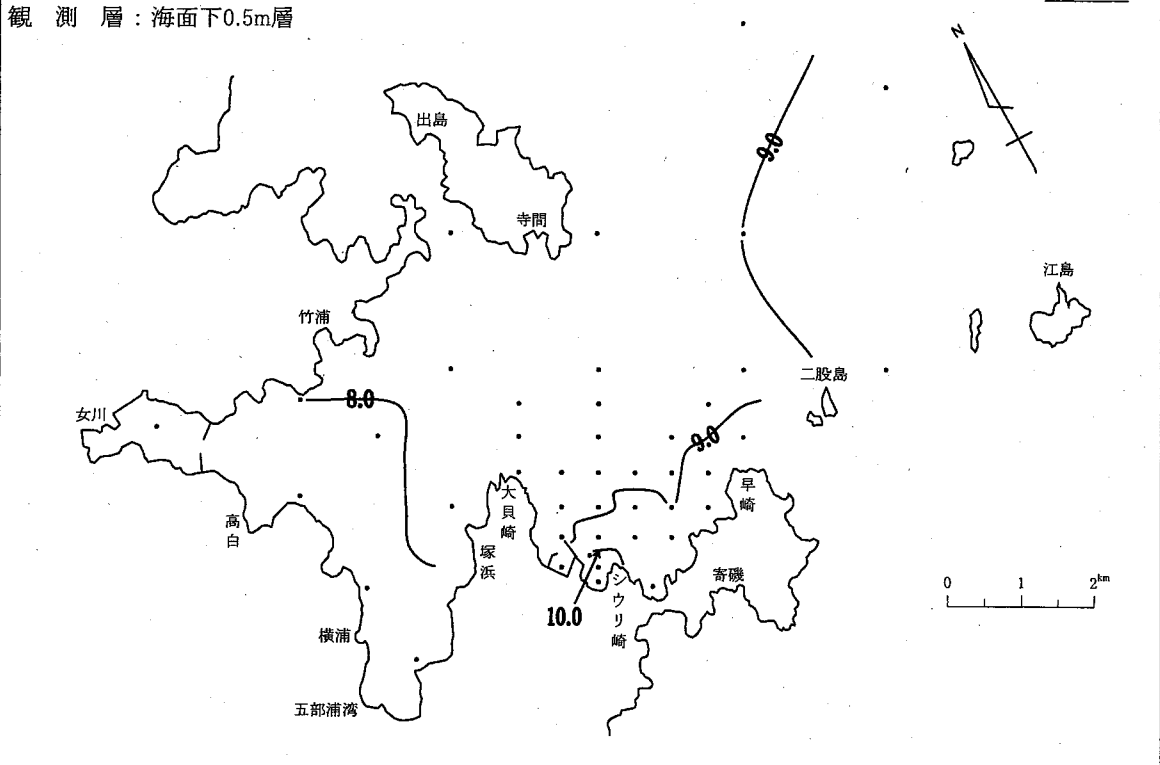 観測層：海面下0.5m層
N
出島
9.0
寺間
江島
竹浦
二股島
8.0
女川
9.0
大貝崎
早崎
高白
塚浜
シウリ崎
寄磯
0 1 2km
10.0
横浦
五部浦湾